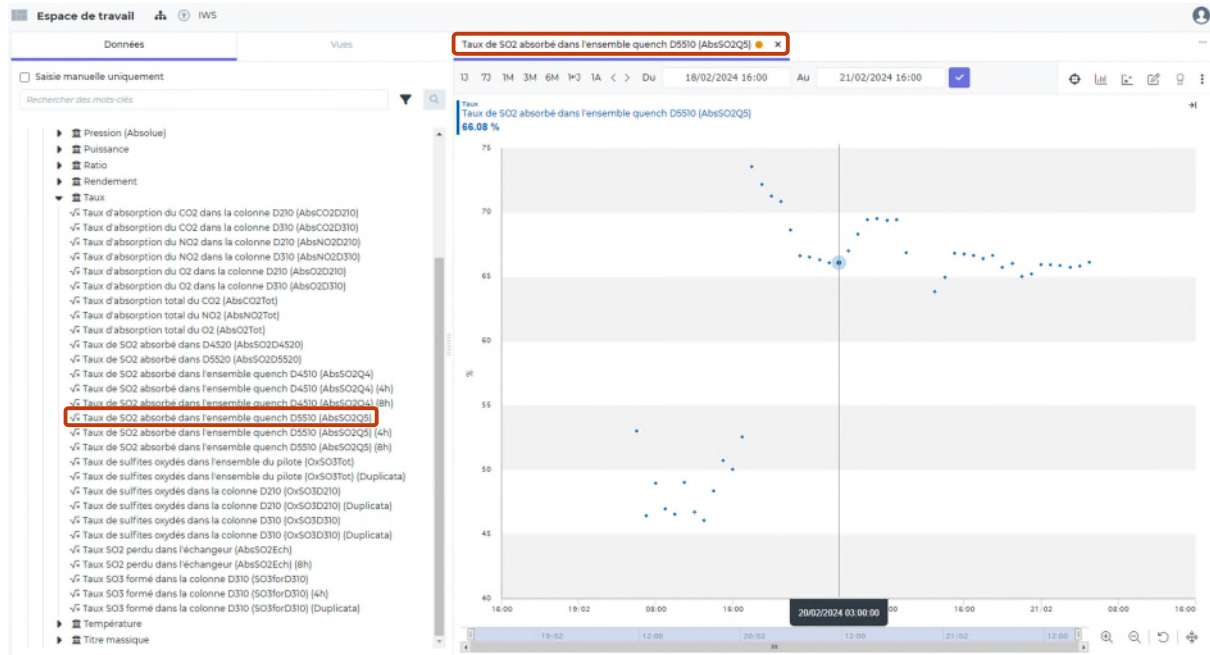 Espace de travail IWS
Données Vues
Saisie manuelle uniquement
Rechercher des mots-clés
Pression (Absolue)
Puissance
Ratio
Rendement
Taux
Taux d'absorption du CO2 dans la colonne D210 (AbsCO2D210)
Taux d'absorption du CO2 dans la colonne D310 (AbsCO2D310)
Taux d'absorption du NO2 dans la colonne D210 (AbsNO2D210)
Taux d'absorption du NO2 dans la colonne D310 (AbsNO2D310)
Taux d'absorption du O2 dans la colonne D210 (AbsO2D210)
Taux d'absorption du O2 dans la colonne D310 (AbsO2D310)
Taux d'absorption total du CO2 (AbsCO2Tot)
Taux d'absorption total du NO2 (AbsNO2Tot)
Taux d'absorption total du O2 (AbsO2Tot)
Taux de SO2 absorbé dans D4520 (AbsSO2D4520)
Taux de SO2 absorbé dans D5520 (AbsSO2D5520)
Taux de SO2 absorbé dans l'ensemble quench D4510 (AbsSO2Q4)
Taux de SO2 absorbé dans l'ensemble quench D4510 (AbsSO2Q4) (4h)
Taux de SO2 absorbé dans l'ensemble quench D4510 (AbsSO2Q4) (8h)
Taux de SO2 absorbé dans l'ensemble quench D5510 (AbsSO2Q5)
Taux de SO2 absorbé dans l'ensemble quench D5510 (AbsSO2Q5) (4h)
Taux de SO2 absorbé dans l'ensemble quench D5510 (AbsSO2Q5) (8h)
Taux de sulfites oxydés dans l'ensemble du pilote (OxSO3Tot)
Taux de sulfites oxydés dans l'ensemble du pilote (OxSO3Tot) (Duplicata)
Taux de sulfites oxydés dans la colonne D210 (OxSO3D210)
Taux de sulfites oxydés dans la colonne D210 (OxSO3D210) (Duplicata)
Taux de sulfites oxydés dans la colonne D310 (OxSO3D310)
Taux de sulfites oxydés dans la colonne D310 (OxSO3D310) (Duplicata)
Taux SO2 perdu dans l'échangeur (AbsSO2Ech)
Taux SO2 perdu dans l'échangeur (AbsSO2Ech) (8h)
Taux SO3 formé dans la colonne D310 (SO3forD310)
Taux SO3 formé dans la colonne D310 (SO3forD310) (4h)
Taux SO3 formé dans la colonne D310 (SO3forD310) (Duplicata)
Température
Titre massique
Taux de SO2 absorbé dans l'ensemble quench D5510 (AbsSO2Q5) ×
1J 7J 1M 3M 6M 1A < > Du 18/02/2024 16:00 Au 21/02/2024 16:00
Taux
Taux de SO2 absorbé dans l'ensemble quench D5510 (AbsSO2Q5)
66.08 %
75
70
65
60
%
55
50
45
40
16:00 19/02 08:00 16:00 20/02/2024 03:00:00 :00 16:00 21/02 08:00 16:00
19/02 12:00 20/02 12:00 21/02 12:00